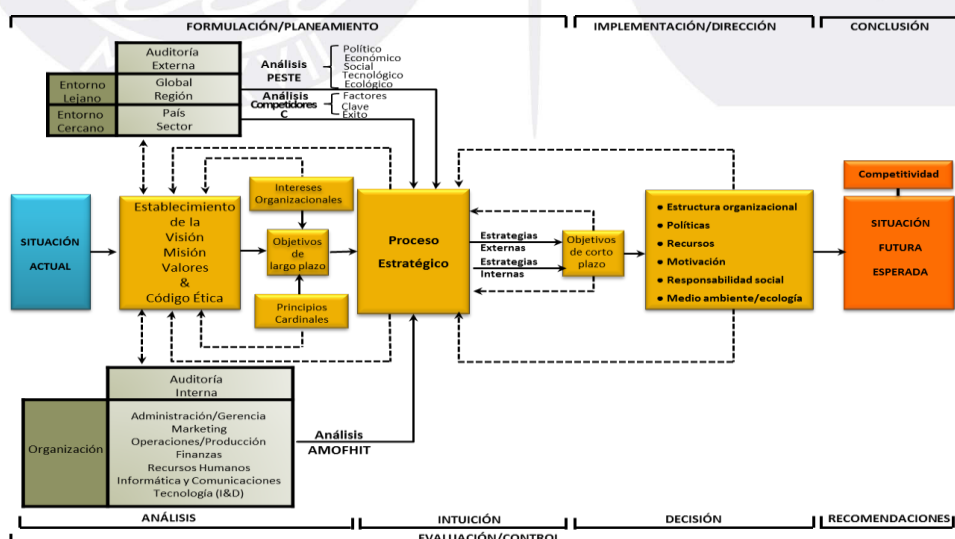 FORMULACIÓN/PLANEAMIENTO
IMPLEMENTACIÓN/DIRECCIÓN
CONCLUSIÓN
Auditoría
Externa
Entorno
Lejano
Global
Región
Entorno
Cercano
País
Sector
Análisis
PESTE
Político
Económico
Social
Tecnológico
Ecológico
Análisis
Competidores
C
Factores
Clave
Éxito
SITUACIÓN
ACTUAL
Establecimiento
de la
Visión
Misión
Valores
&
Código Ética
Intereses
Organizacionales
Objetivos
de
largo plazo
Principios
Cardinales
Proceso
Estratégico
Estrategias
Externas
Estrategias
Internas
Objetivos
de corto
plazo
• Estructura organizacional
• Políticas
• Recursos
• Motivación
• Responsabilidad social
• Medio ambiente/ecología
Competitividad
SITUACIÓN
FUTURA
ESPERADA
Auditoría
Interna
Organización
Administración/Gerencia
Marketing
Operaciones/Producción
Finanzas
Recursos Humanos
Informática y Comunicaciones
Tecnología (I&D)
Análisis
AMOFHIT
ANÁLISIS
INTUICIÓN
DECISIÓN
RECOMENDACIONES
EVALUACIÓN/CONTROL